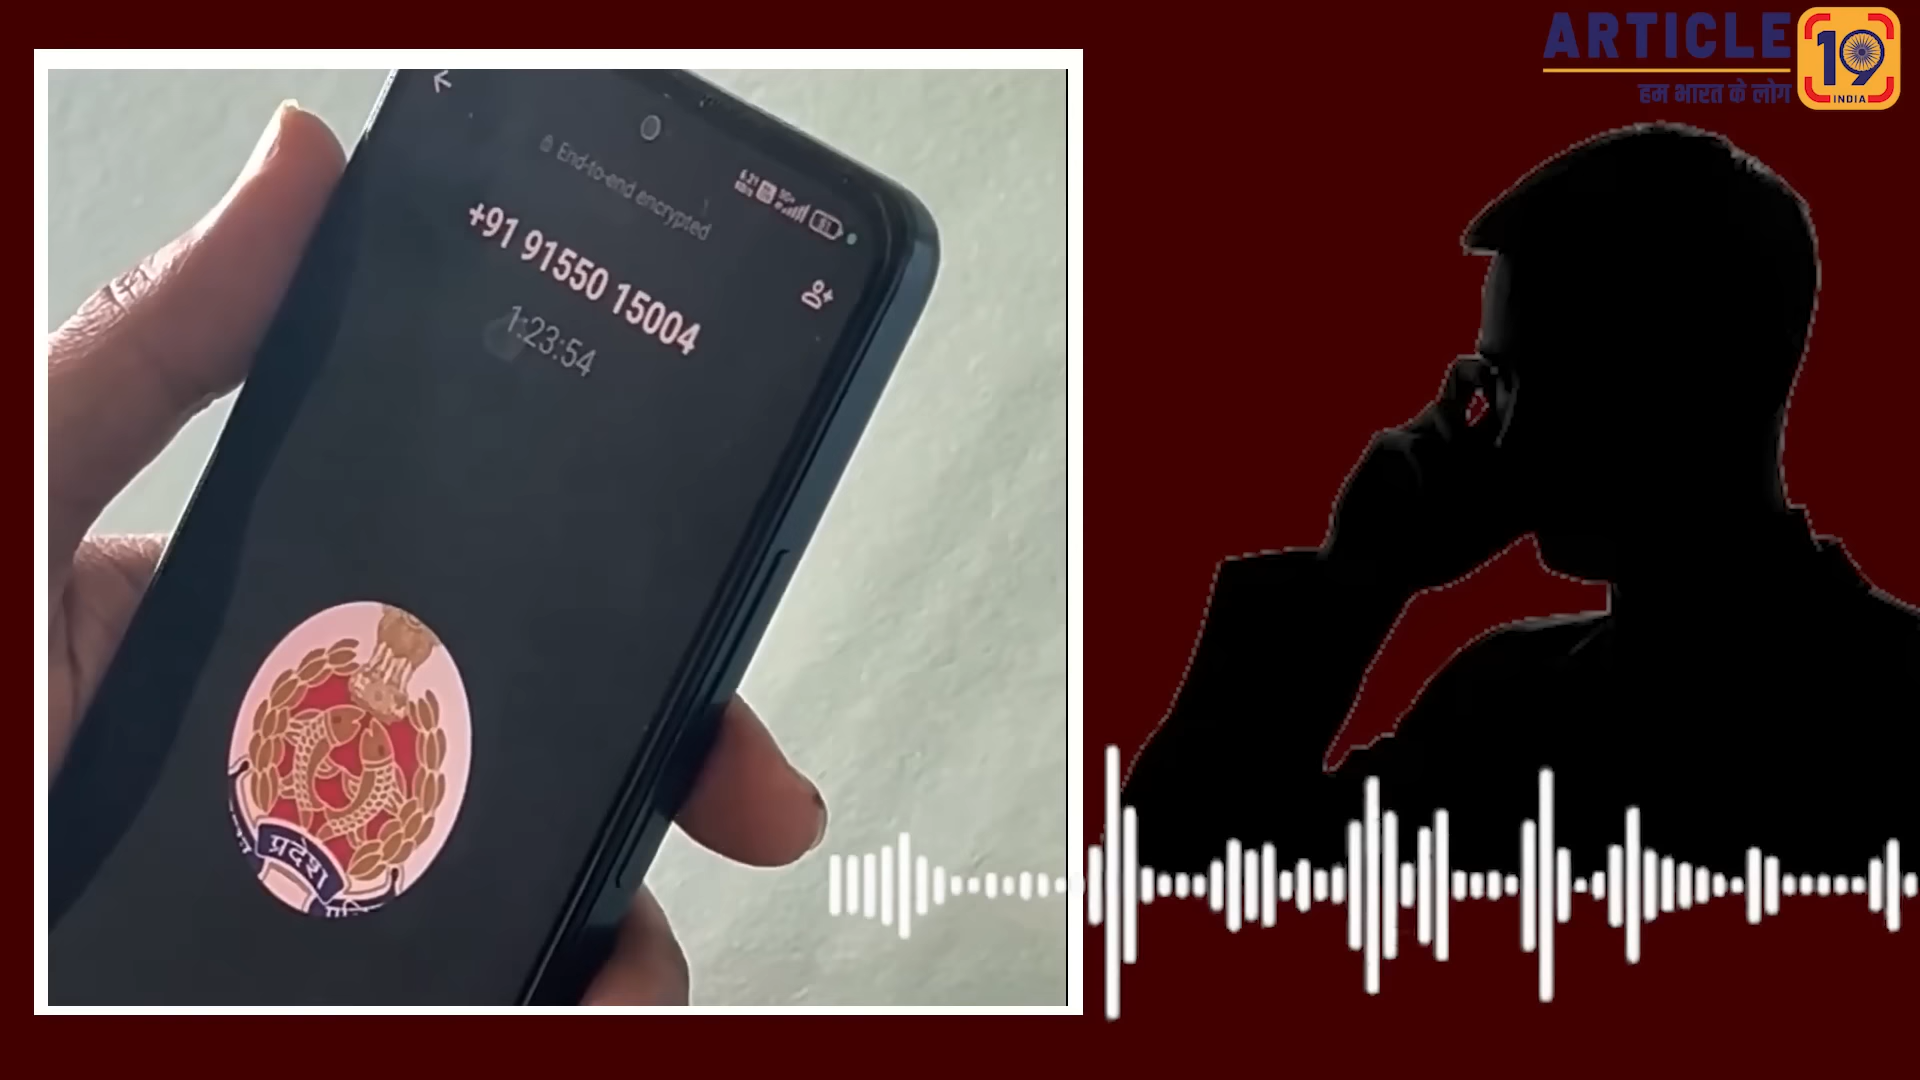 ARTICLE
19
INDIA
हम भारत के लोग
End-to-end encrypted
+91 91550 15004
1:23:54
प्रदेश